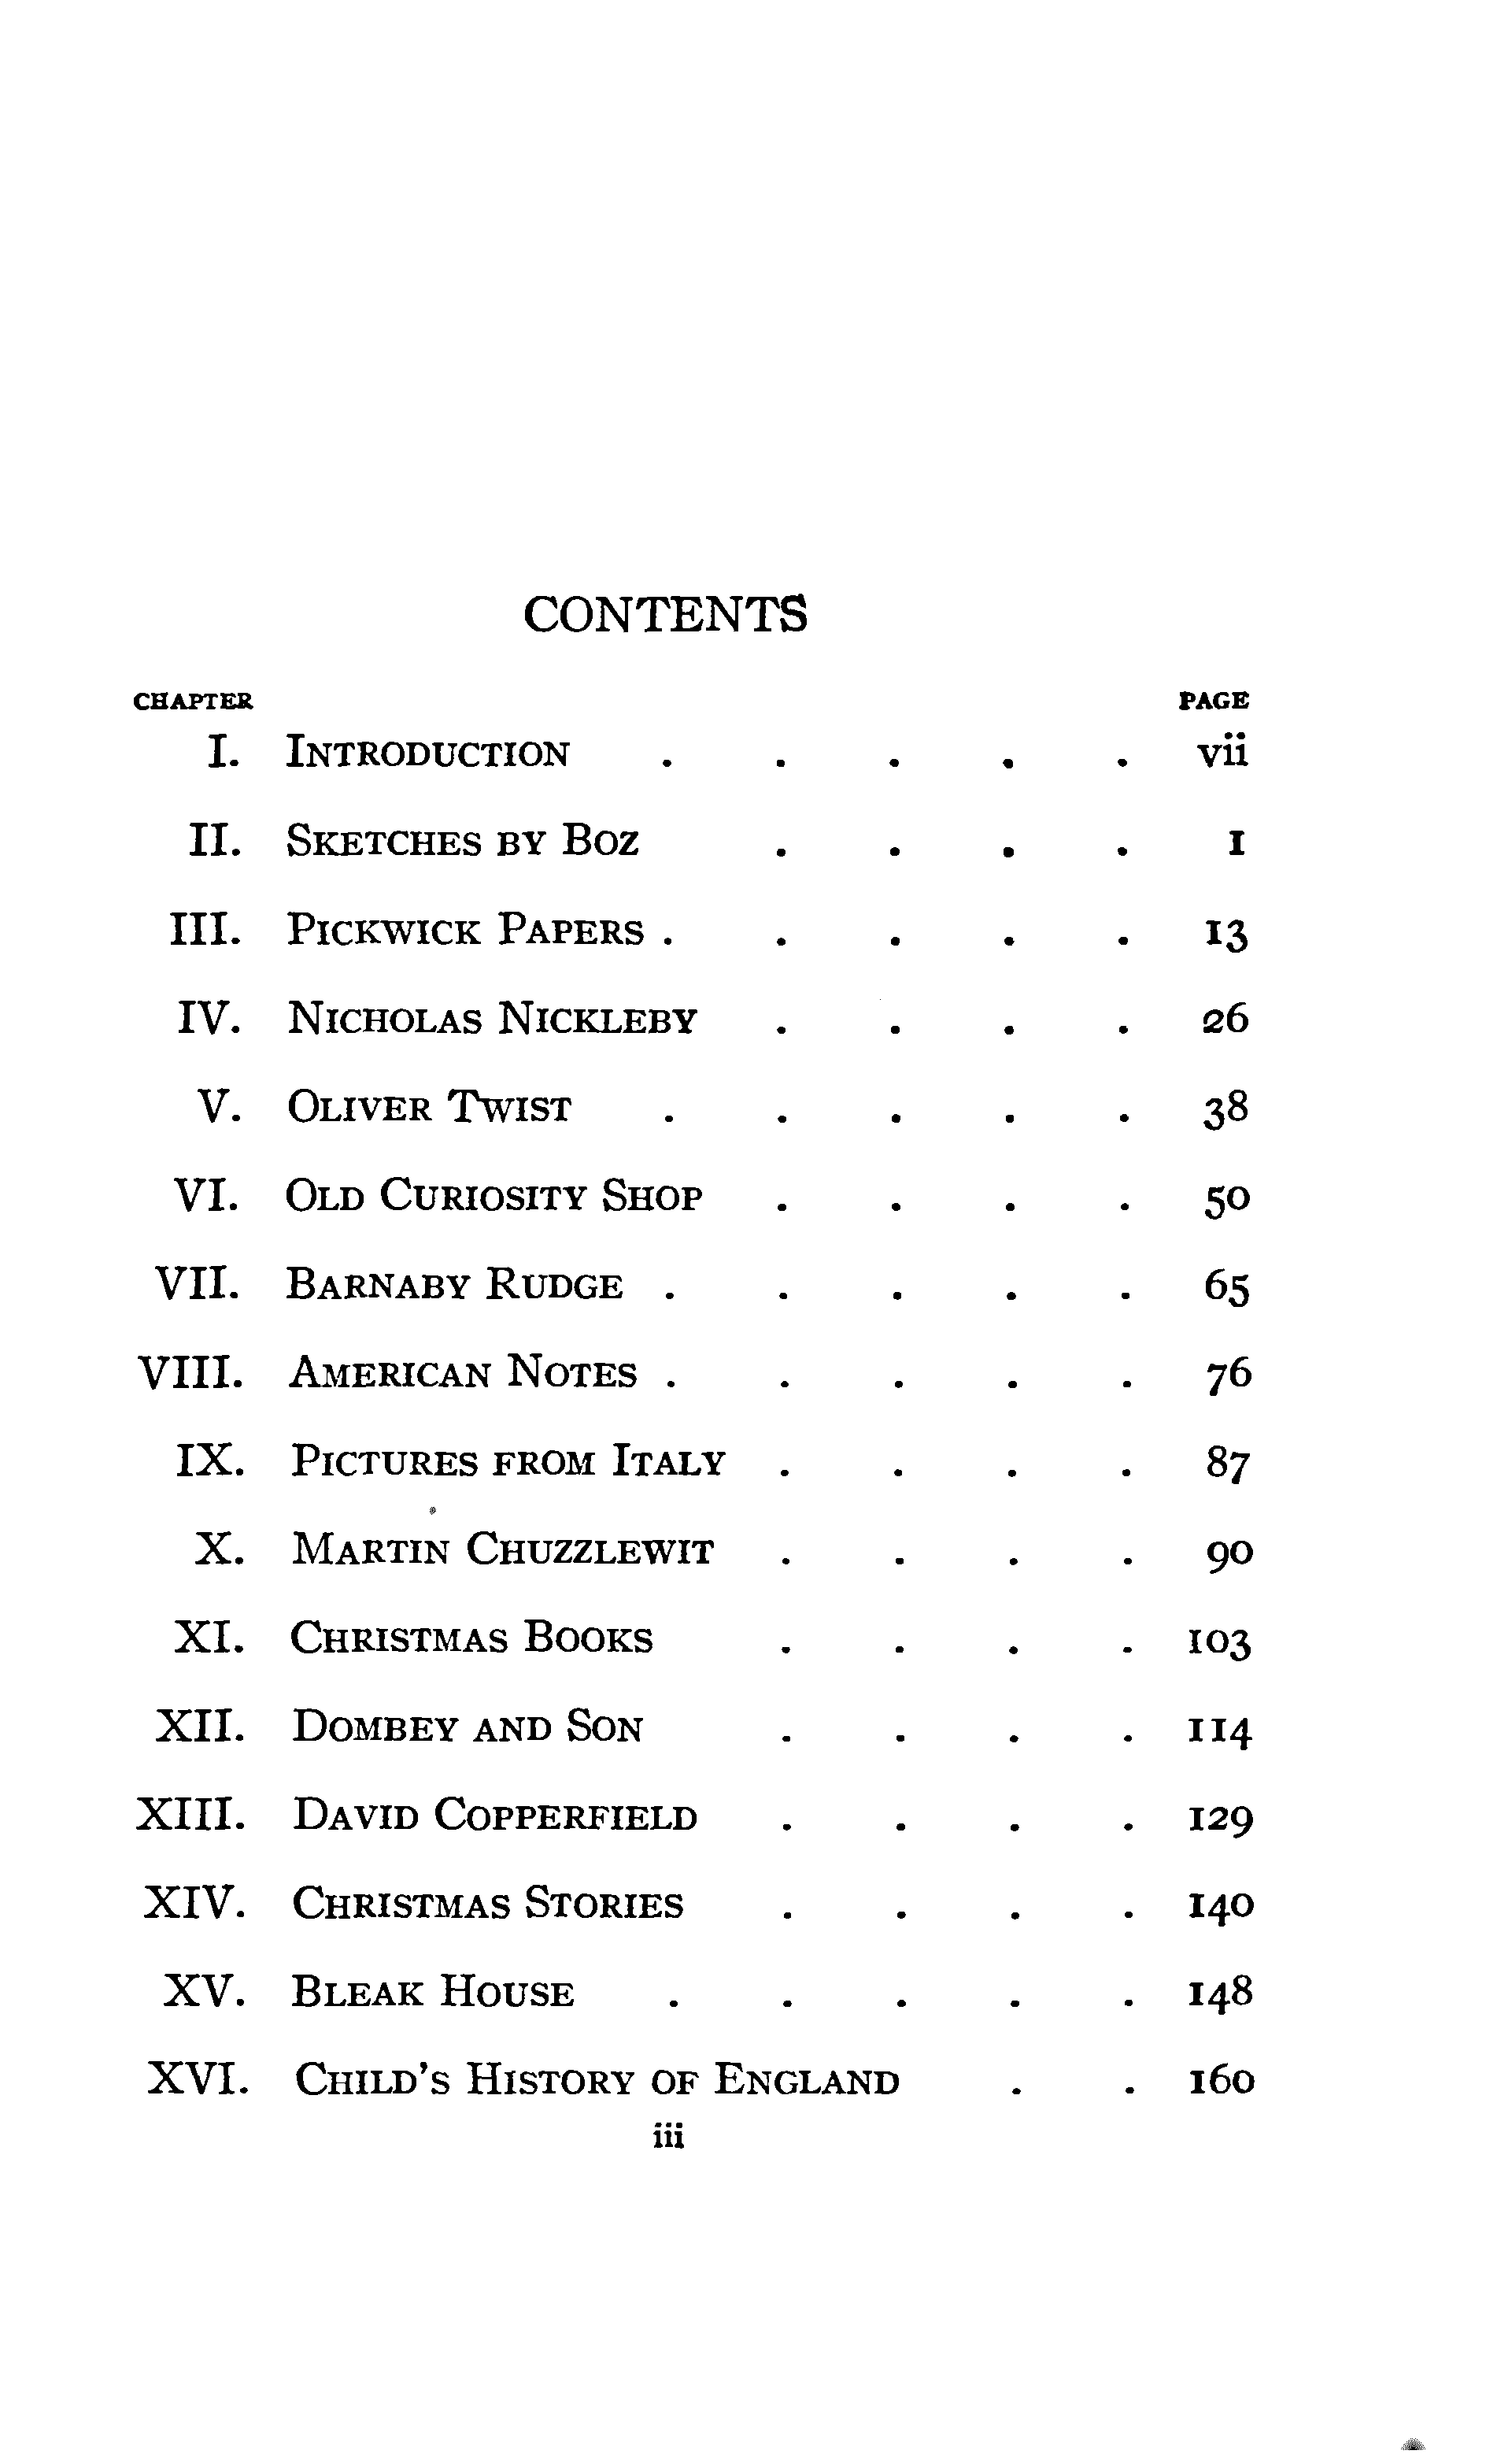 CONTENTS
CHAPTER PAGE
I. INTRODUCTION . . . . . vii
II. SKETCHES BY BOZ . . . . 1
III. PICKWICK PAPERS . . . . . 13
IV. NICHOLAS NICKLEBY . . . . 26
V. OLIVER TWIST . . . . . 38
VI. OLD CURIOSITY SHOP . . . . 50
VII. BARNABY RUDGE . . . . . 65
VIII. AMERICAN NOTES . . . . . 76
IX. PICTURES FROM ITALY . . . . 87
X. MARTIN CHUZZLEWIT . . . . 90
XI. CHRISTMAS BOOKS . . . . 103
XII. DOMBEY AND SON . . . . 114
XIII. DAVID COPPERFIELD . . . . 129
XIV. CHRISTMAS STORIES . . . . 140
XV. BLEAK HOUSE . . . . . 148
XVI. CHILD'S HISTORY OF ENGLAND . . 160
iii